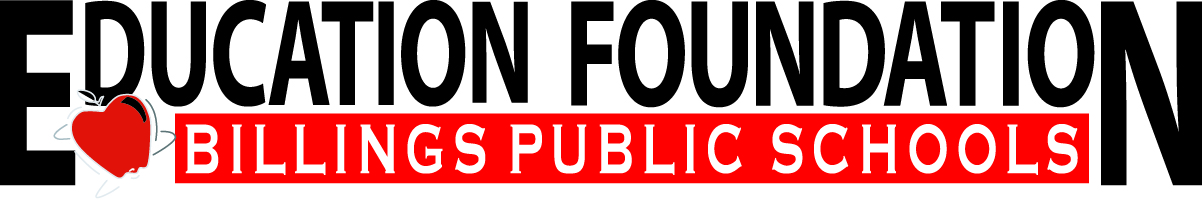 EDUCATION FOUNDATION
BILLINGS PUBLIC SCHOOLS